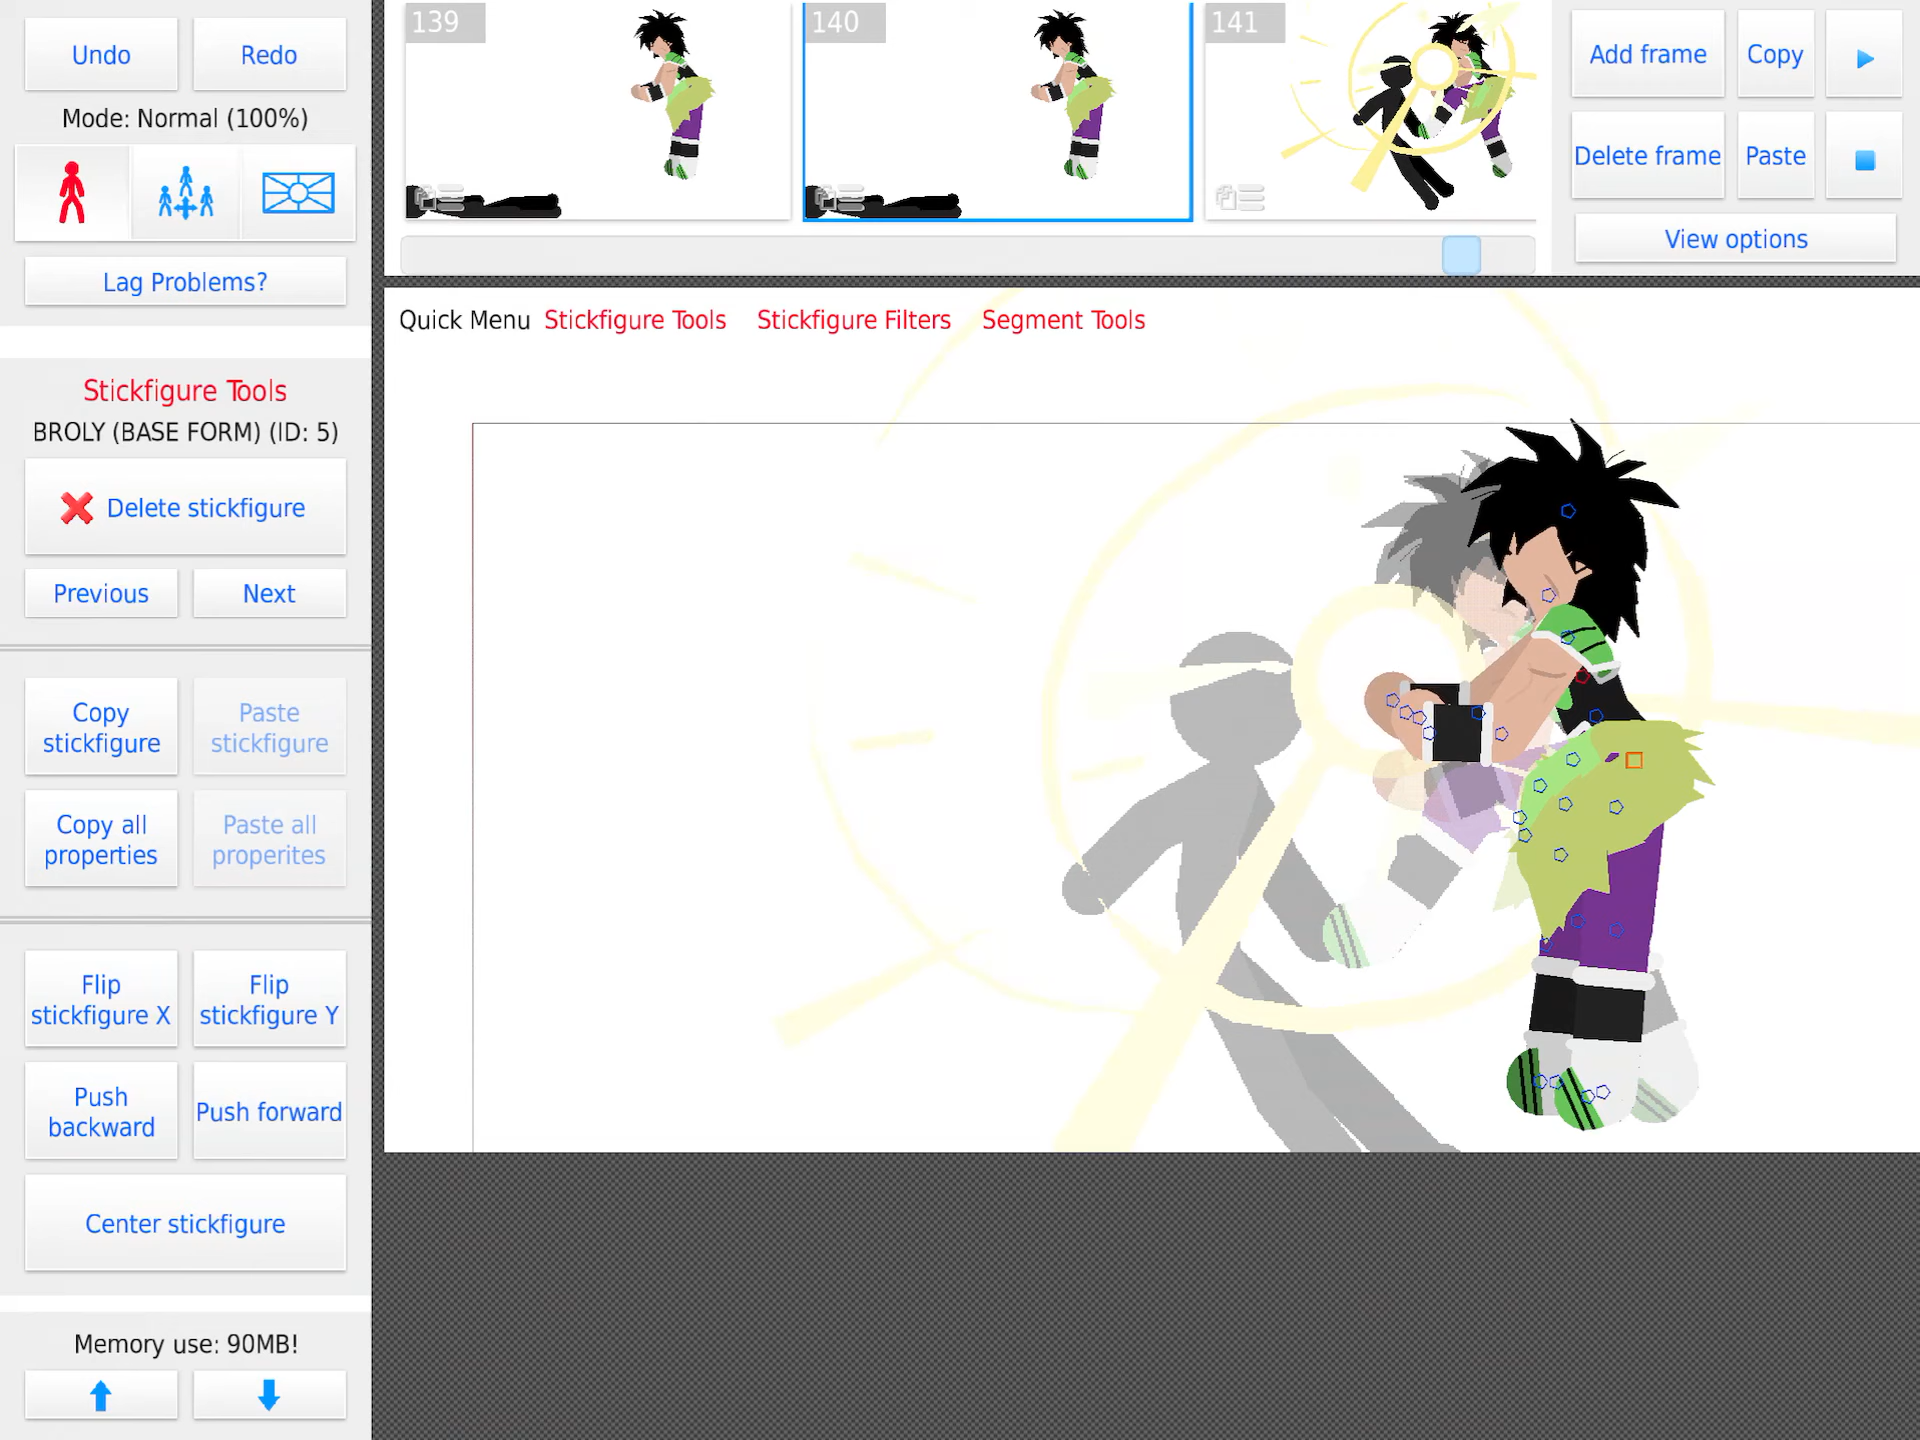 Undo
Redo
Mode: Normal (100%)
Lag Problems?
Stickfigure Tools
BROLY (BASE FORM) (ID: 5)
Delete stickfigure
Previous
Next
Copy
stickfigure
Paste
stickfigure
Copy all
properties
Paste all
properites
Flip
stickfigure X
Flip
stickfigure Y
Push
backward
Push forward
Center stickfigure
Memory use: 90MB!
139
140
141
Add frame
Copy
Delete frame
Paste
View options
Quick Menu Stickfigure Tools Stickfigure Filters Segment Tools